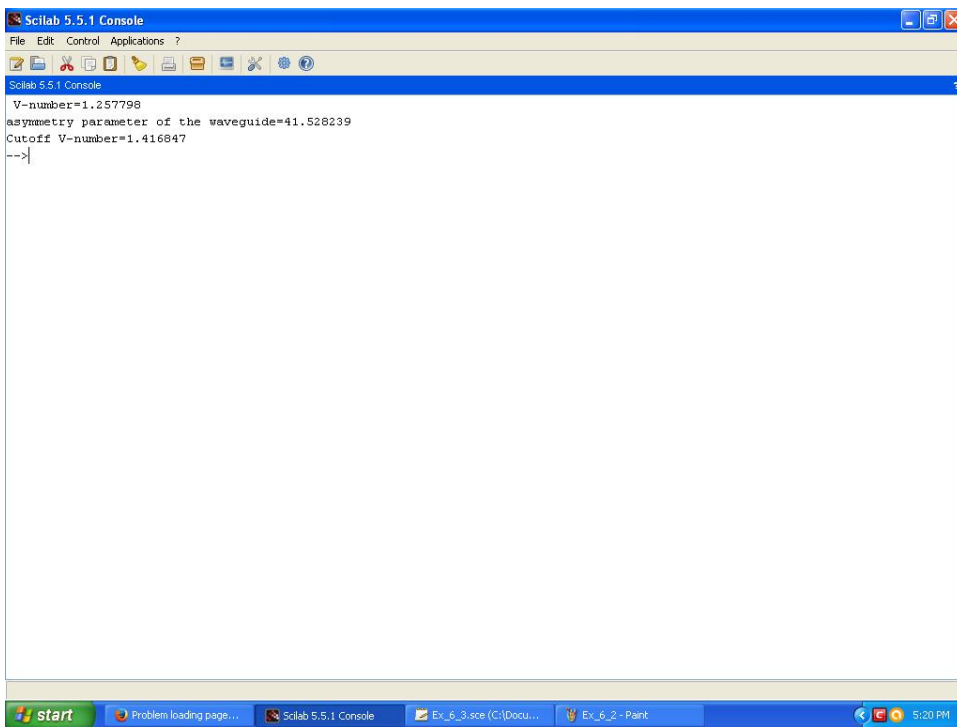 Scilab 5.5.1 Console
File Edit Control Applications ?
Scilab 5.5.1 Console ?
V-number=1.257798
asymmetry parameter of the waveguide=41.528239
Cutoff V-number=1.416847
-->
start Problem loading page... Scilab 5.5.1 Console Ex_6_3.sce (C:\Docu... Ex_6_2 - Paint 5:20 PM